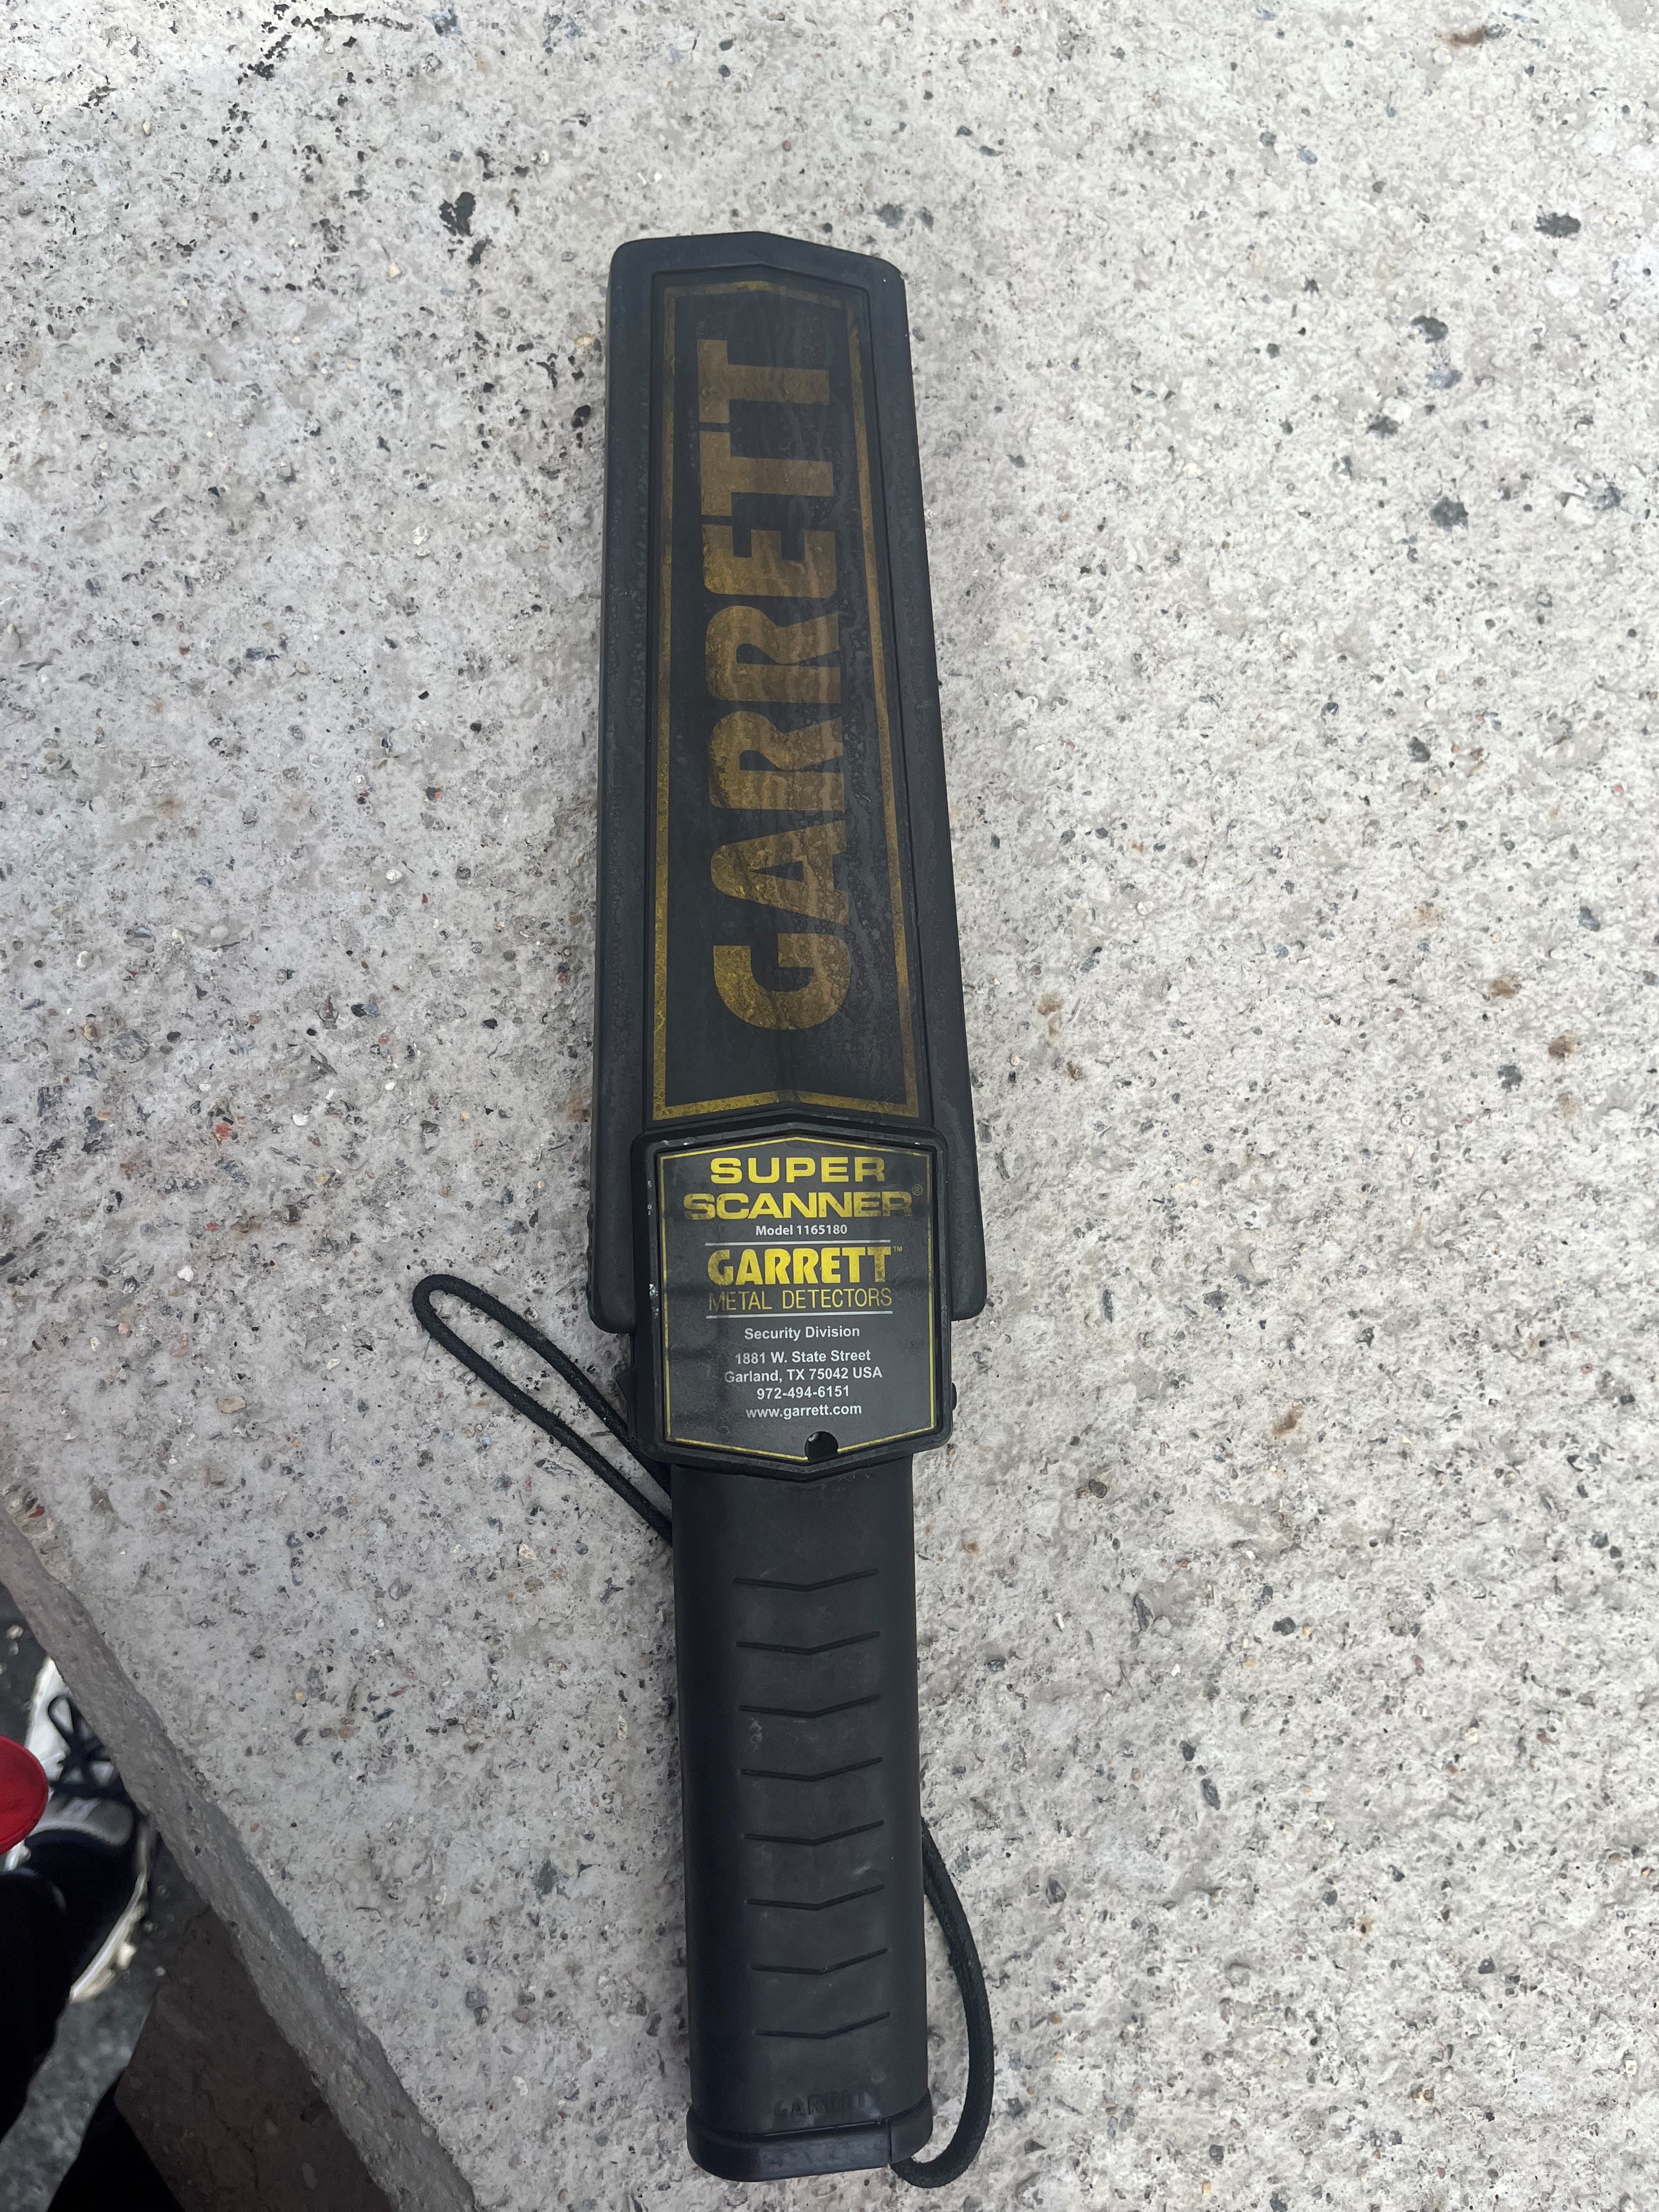 GARRETT
SUPER
SCANNER®
Model 1165180
GARRETT™
METAL DETECTORS
Security Division
1881 W. State Street
Garland, TX 75042 USA
972-494-6151
www.garrett.com
GARRETT